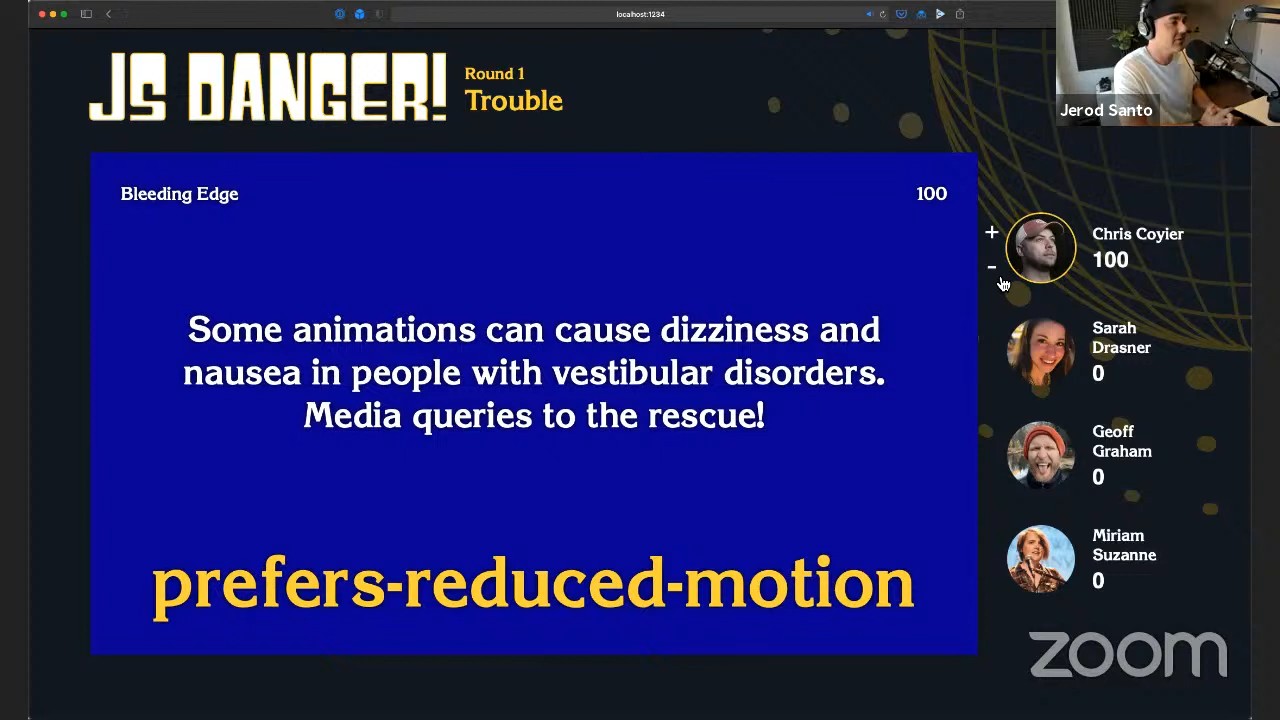 localhost:1234
JS DANGER!
Round 1
Trouble
Jerod Santo
Bleeding Edge
100
Some animations can cause dizziness and
nausea in people with vestibular disorders.
Media queries to the rescue!
prefers-reduced-motion
+
-
Chris Coyier
100
Sarah
Drasner
0
Geoff
Graham
0
Miriam
Suzanne
0
zoom